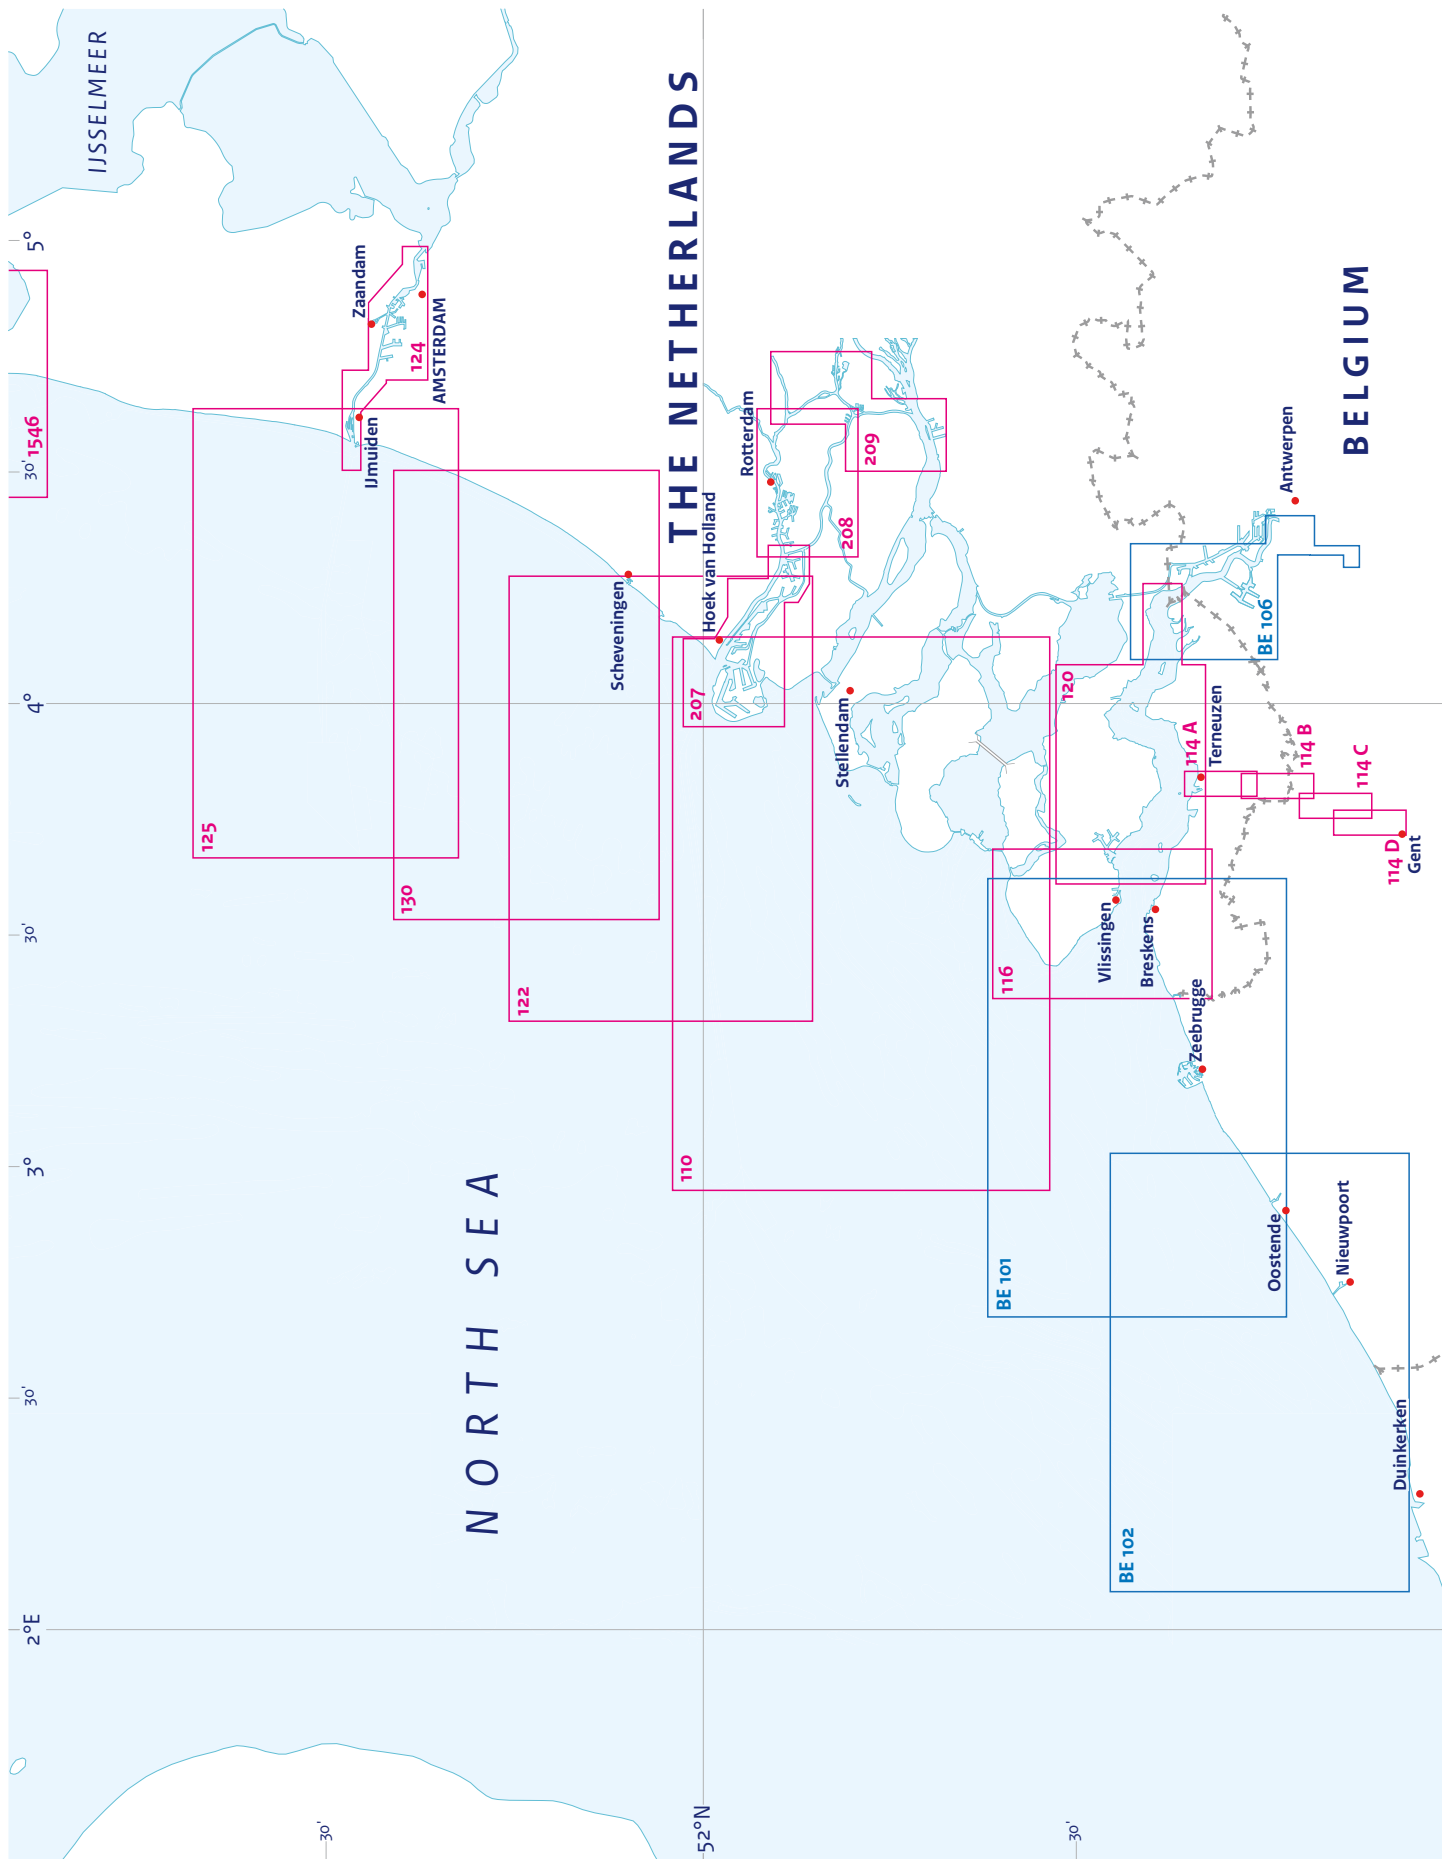 IJSSELMEER
5°
1546
30'
Zaandam
124
AMSTERDAM
IJmuiden
125
130
THE NETHERLANDS
Rotterdam
209
208
Hoek van Holland
Scheveningen
207
4°
Stellendam
122
110
30'
116
120
114 A
Terneuzen
114 B
114 C
114 D
Gent
BE 106
Antwerpen
BELGIUM
Vlissingen
Breskens
Zeebrugge
3°
NORTH SEA
BE 101
Oostende
Nieuwpoort
30'
Duinkerken
BE 102
2°E
30'
52°N
30'